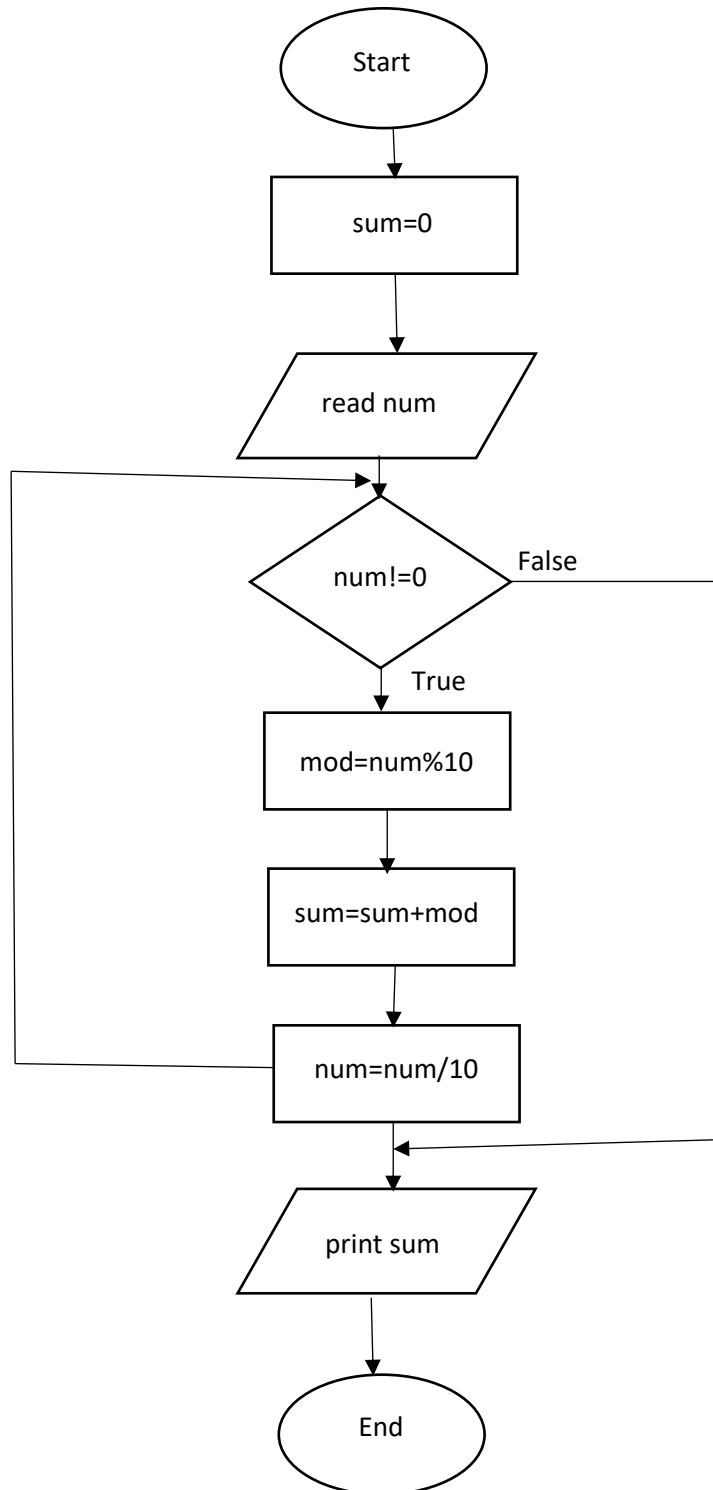 Start
sum=0
read num
num!=0
False
True
mod=num%10
sum=sum+mod
num=num/10
print sum
End